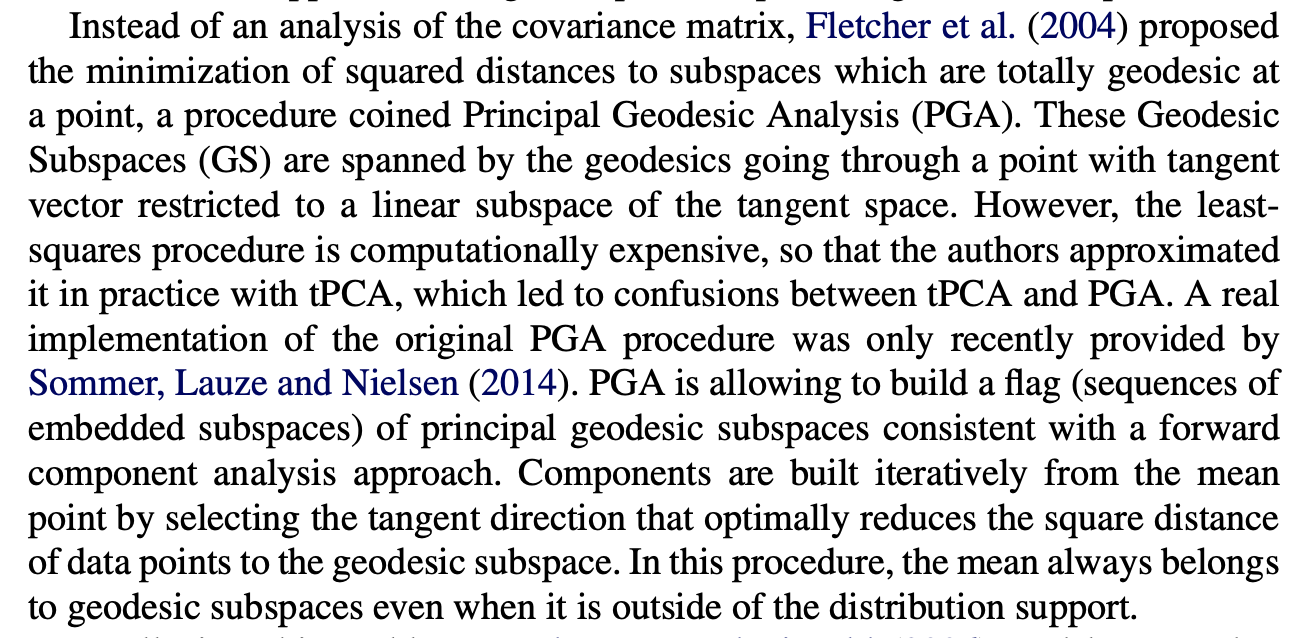 Instead of an analysis of the covariance matrix, Fletcher et al. (2004) proposed
the minimization of squared distances to subspaces which are totally geodesic at
a point, a procedure coined Principal Geodesic Analysis (PGA). These Geodesic
Subspaces (GS) are spanned by the geodesics going through a point with tangent
vector restricted to a linear subspace of the tangent space. However, the least-
squares procedure is computationally expensive, so that the authors approximated
it in practice with tPCA, which led to confusions between tPCA and PGA. A real
implementation of the original PGA procedure was only recently provided by
Sommer, Lauze and Nielsen (2014). PGA is allowing to build a flag (sequences of
embedded subspaces) of principal geodesic subspaces consistent with a forward
component analysis approach. Components are built iteratively from the mean
point by selecting the tangent direction that optimally reduces the square distance
of data points to the geodesic subspace. In this procedure, the mean always belongs
to geodesic subspaces even when it is outside of the distribution support.